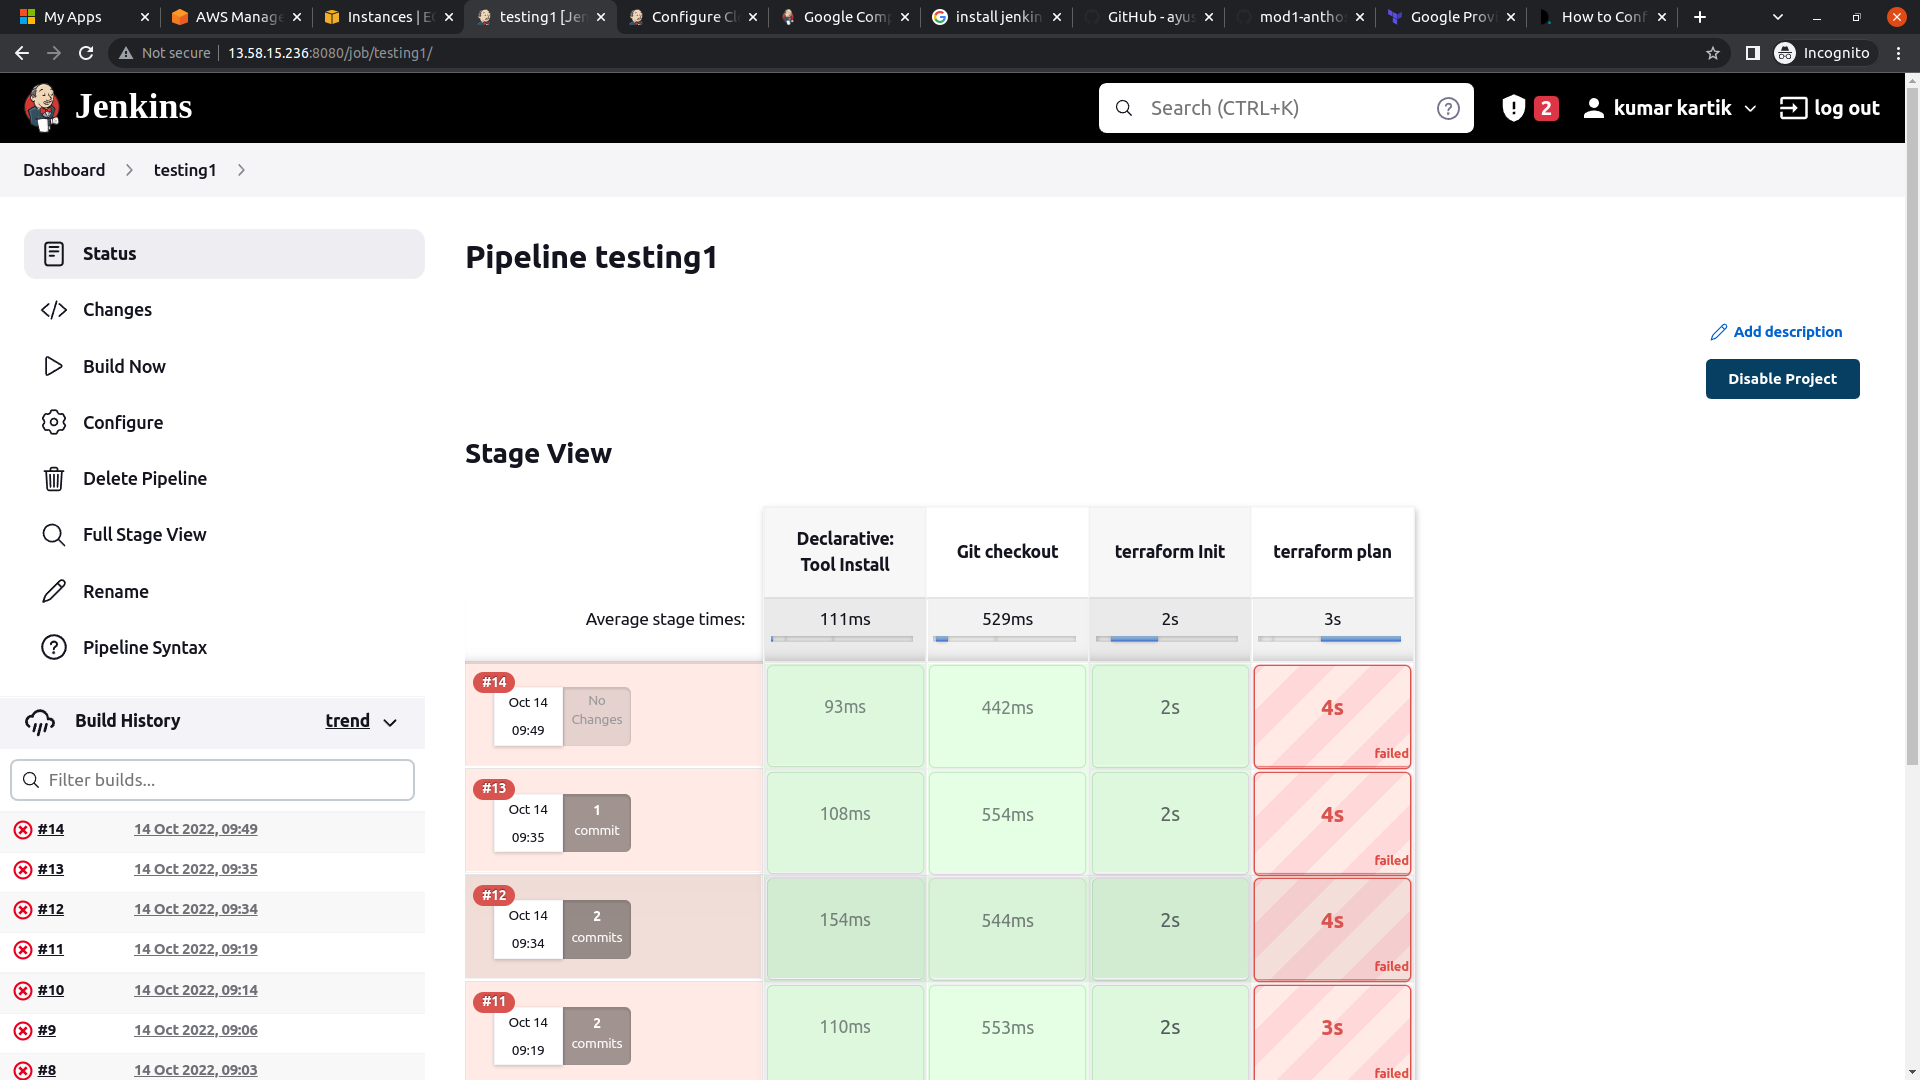 My Apps
AWS Manage
Instances | E
testing1 [Jen
Configure Cl
Google Comp
install jenkin
GitHub - ayus
mod1-antho
Google Provi
How to Conf
Not secure
13.58.15.236:8080/job/testing1/
Incognito
Jenkins
Search (CTRL+K)
2
kumar kartik
log out
Dashboard
testing1
Status
Changes
Build Now
Configure
Delete Pipeline
Full Stage View
Rename
Pipeline Syntax
Build History
trend
Filter builds...
#14 14 Oct 2022, 09:49
#13 14 Oct 2022, 09:35
#12 14 Oct 2022, 09:34
#11 14 Oct 2022, 09:19
#10 14 Oct 2022, 09:14
#9 14 Oct 2022, 09:06
#8 14 Oct 2022, 09:03
Pipeline testing1
Add description
Disable Project
Stage View
Declarative:
Tool Install
Git checkout
terraform Init
terraform plan
Average stage times:
111ms
529ms
2s
3s
#14
Oct 14
09:49
No
Changes
93ms
442ms
2s
4s
failed
#13
Oct 14
09:35
1
commit
108ms
554ms
2s
4s
failed
#12
Oct 14
09:34
2
commits
154ms
544ms
2s
4s
failed
#11
Oct 14
09:19
2
commits
110ms
553ms
2s
3s
failed